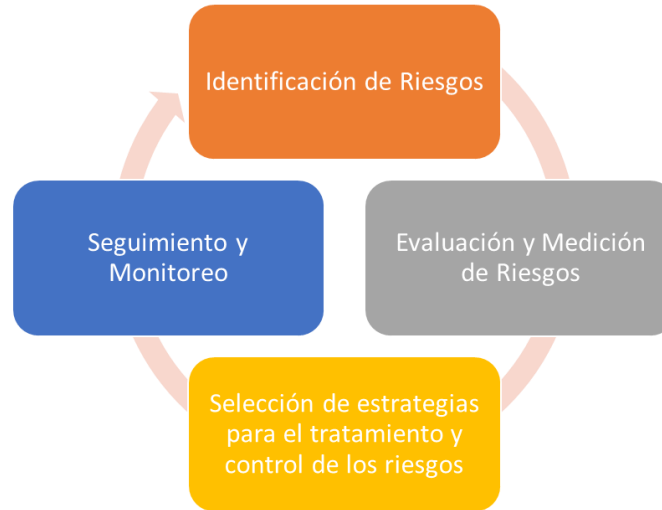 Identificación de Riesgos
Evaluación y Medición
de Riesgos
Selección de estrategias
para el tratamiento y
control de los riesgos
Seguimiento y
Monitoreo